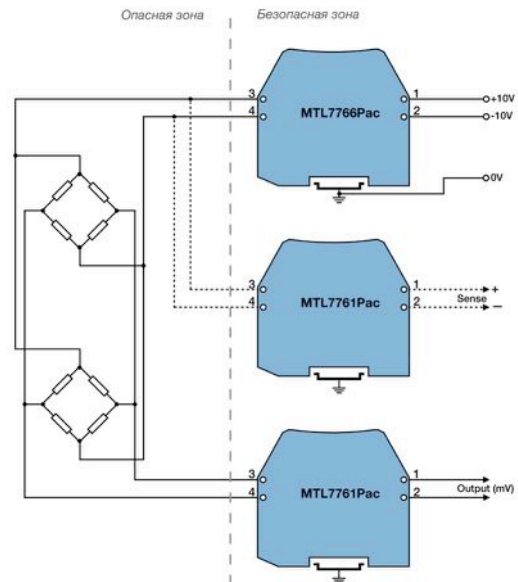 Опасная зона
Безопасная зона
3
4
MTL7766Pac
1
2
+10V
-10V
0V
3
4
MTL7761Pac
1
2
+
Sense
−
3
4
MTL7761Pac
1
2
Output (mV)